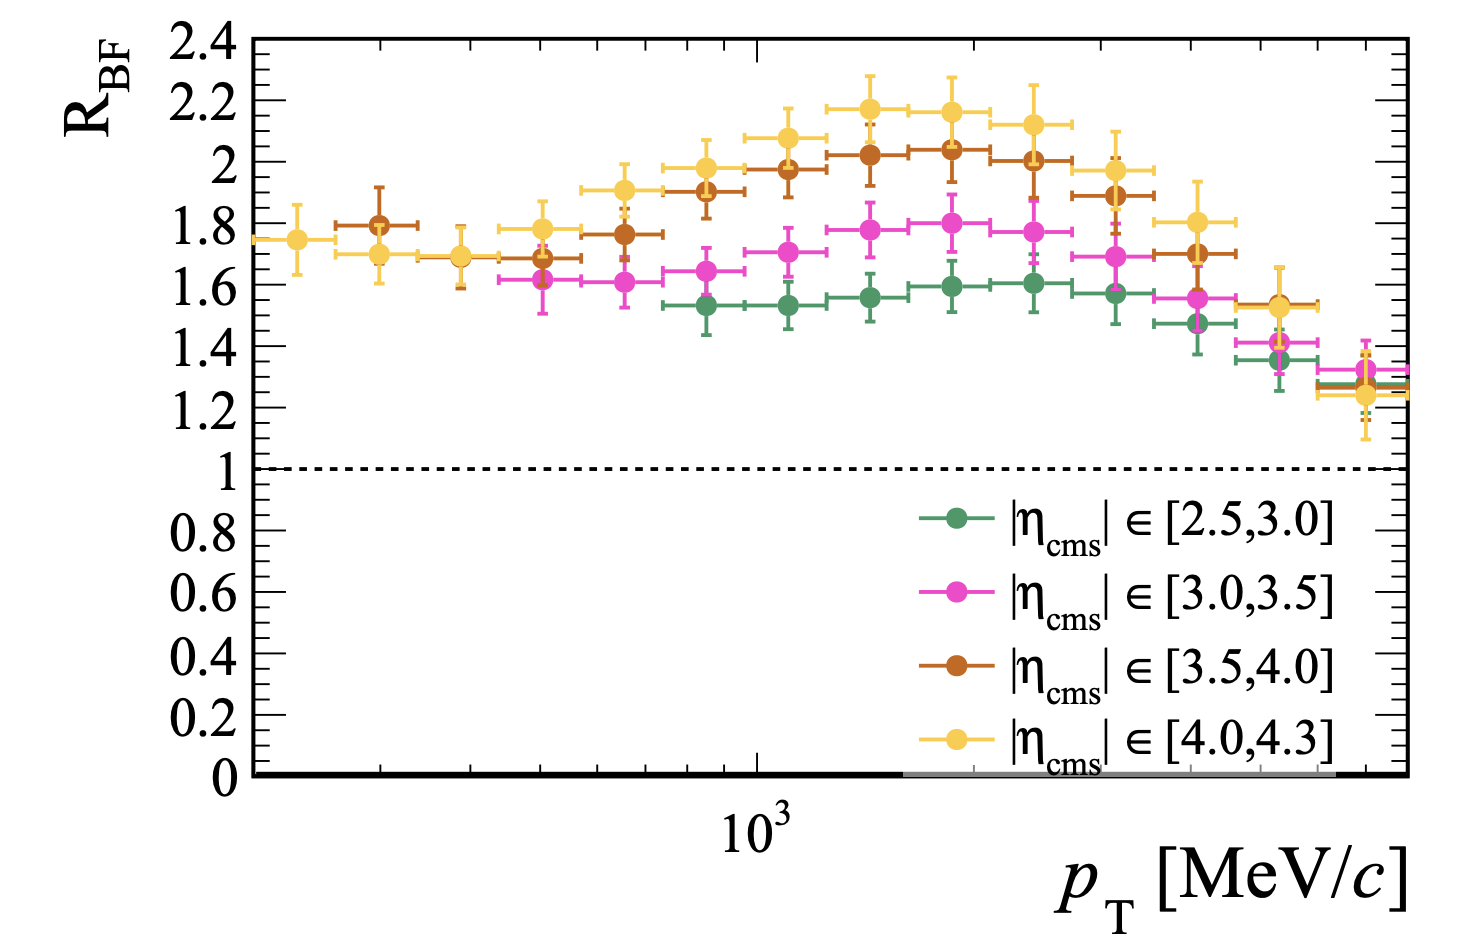 R_BF
2.4
2.2
2
1.8
1.6
1.4
1.2
1
0.8
0.6
0.4
0.2
0
|η_cms| ∈ [2.5,3.0]
|η_cms| ∈ [3.0,3.5]
|η_cms| ∈ [3.5,4.0]
|η_cms| ∈ [4.0,4.3]
10³
p_T [MeV/c]